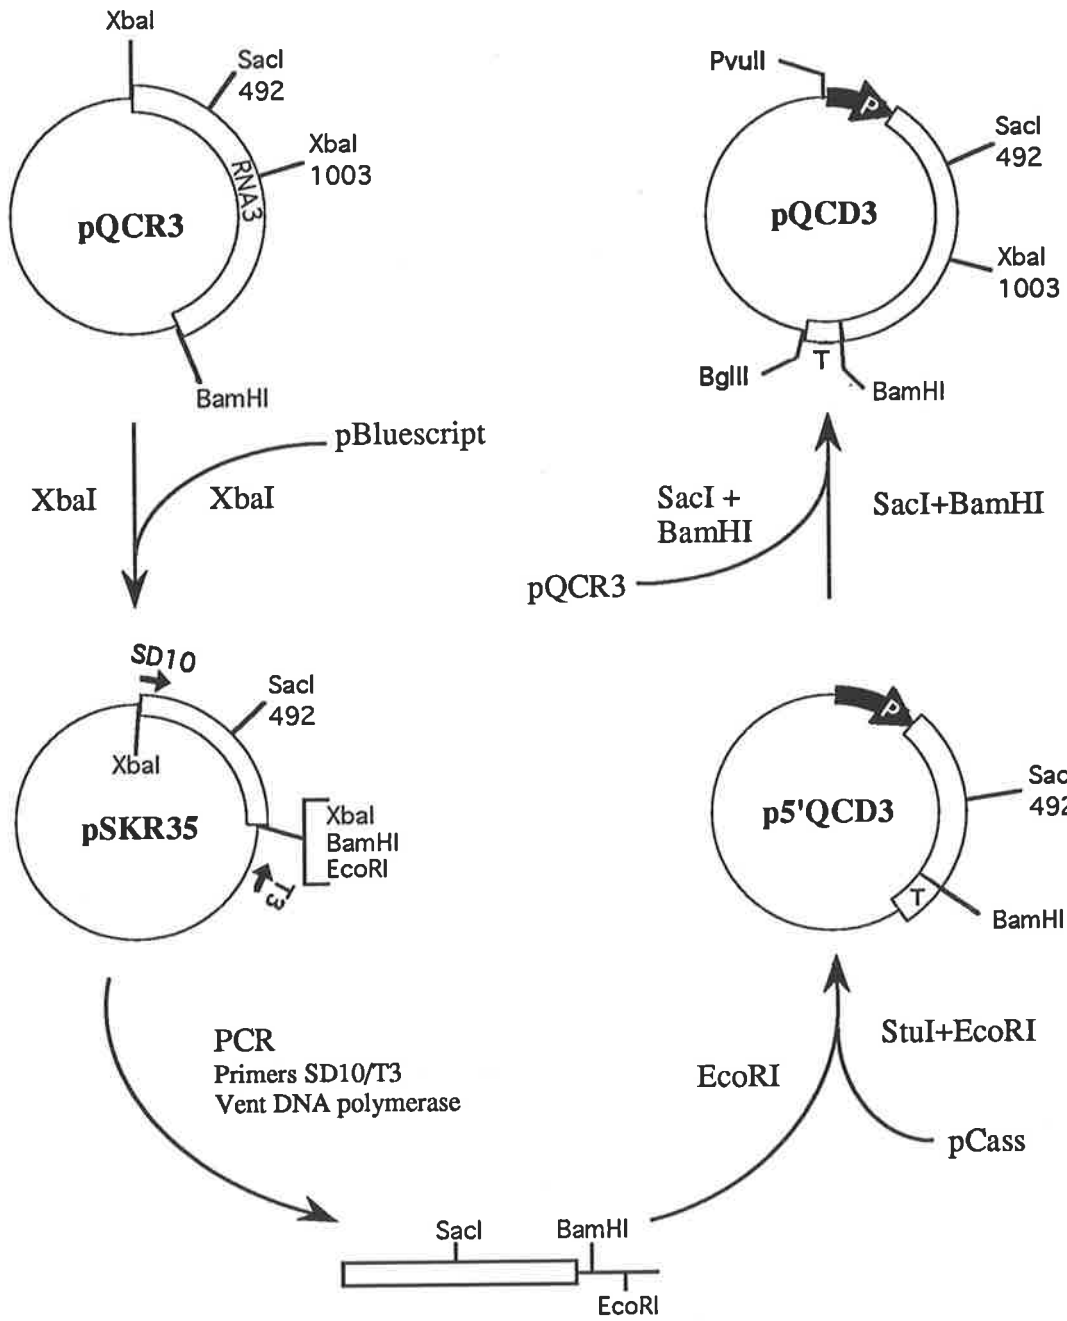 XbaI
SacI
492
XbaI
1003
RNA3
pQCR3
BamHI
pBluescript
XbaI
XbaI
SD10
SacI
492
XbaI
pSKR35
XbaI
BamHI
EcoRI
T3
PCR
Primers SD10/T3
Vent DNA polymerase
SacI
BamHI
EcoRI
EcoRI
StuI+EcoRI
pCass
P
Sac
492
p5'QCD3
T
BamHI
SacI +
BamHI
SacI+BamHI
pQCR3
PvuII
P
SacI
492
pQCD3
XbaI
1003
T
BglII
BamHI